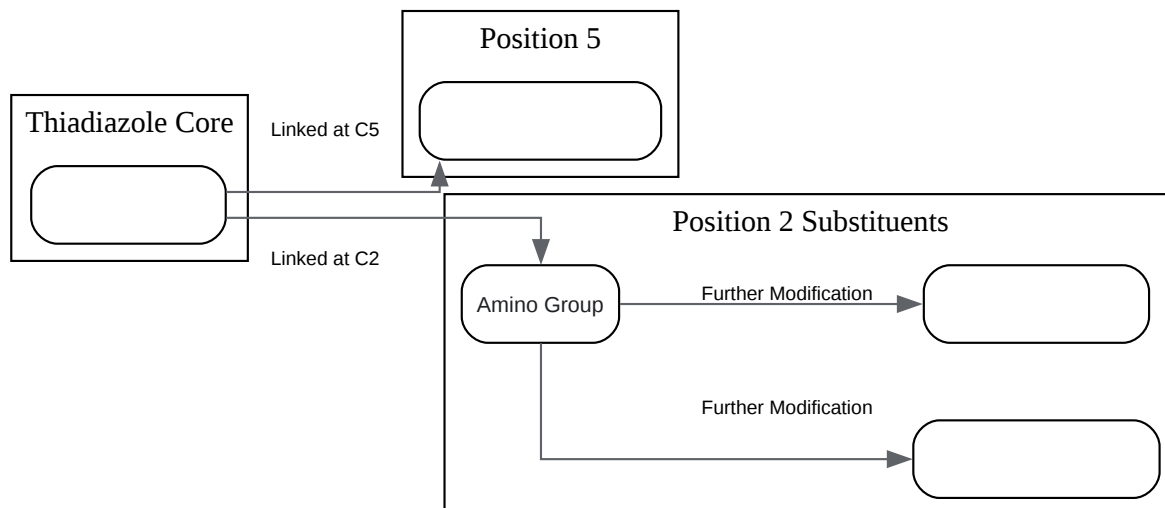 Position 5
Thiadiazole Core
Linked at C5
Position 2 Substituents
Linked at C2
Amino Group
Further Modification
Further Modification